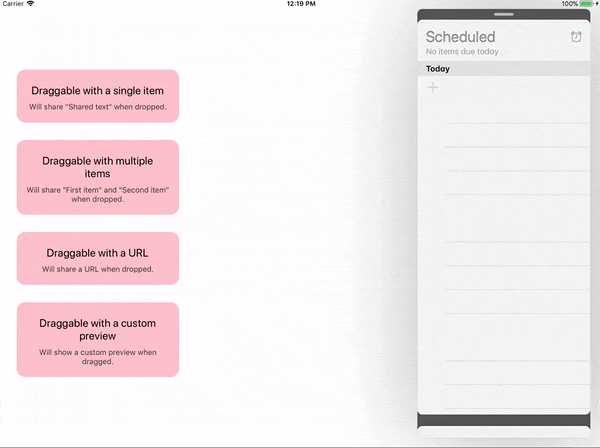 Carrier 12:19 PM 100%
Draggable with a single item
Will share "Shared text" when dropped.
Draggable with multiple
items
Will share "First item" and "Second item"
when dropped.
Draggable with a URL
Will share a URL when dropped.
Draggable with a custom
preview
Will show a custom preview when
dragged.
Scheduled
No items due today
Today